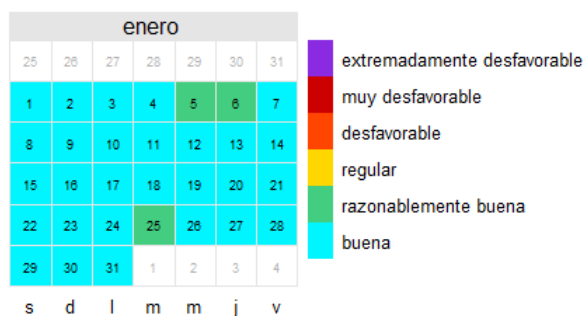 enero
25 26 27 28 29 30 31
1 2 3 4 5 6 7
8 9 10 11 12 13 14
15 16 17 18 19 20 21
22 23 24 25 26 27 28
29 30 31 1 2 3 4
s d l m m j v
extremadamente desfavorable
muy desfavorable
desfavorable
regular
razonablemente buena
buena